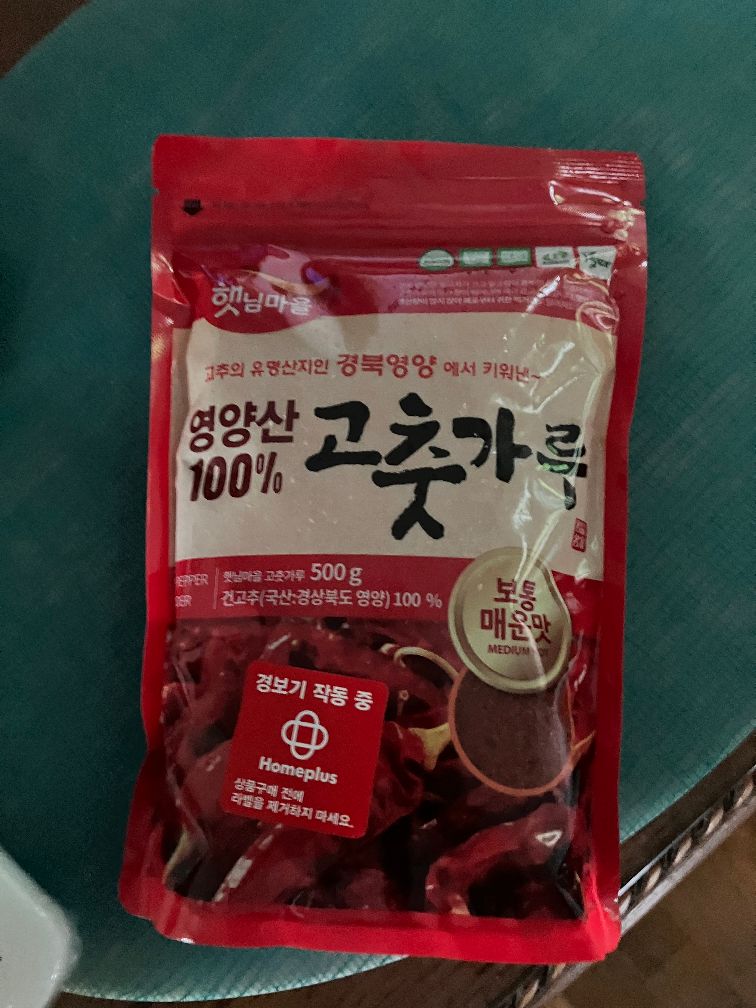 햇님마을
고추의 유명산지인 경북영양 에서 키워낸~
영양산
100%
고춧가루
PEPPER
햇님마을 고춧가루 500 g
건고추(국산:경상북도 영양) 100 %
보통
매운맛
MEDIUM HOT
경보기 작동 중
Homeplus
상품구매 전에
라벨을 제거하지 마세요.